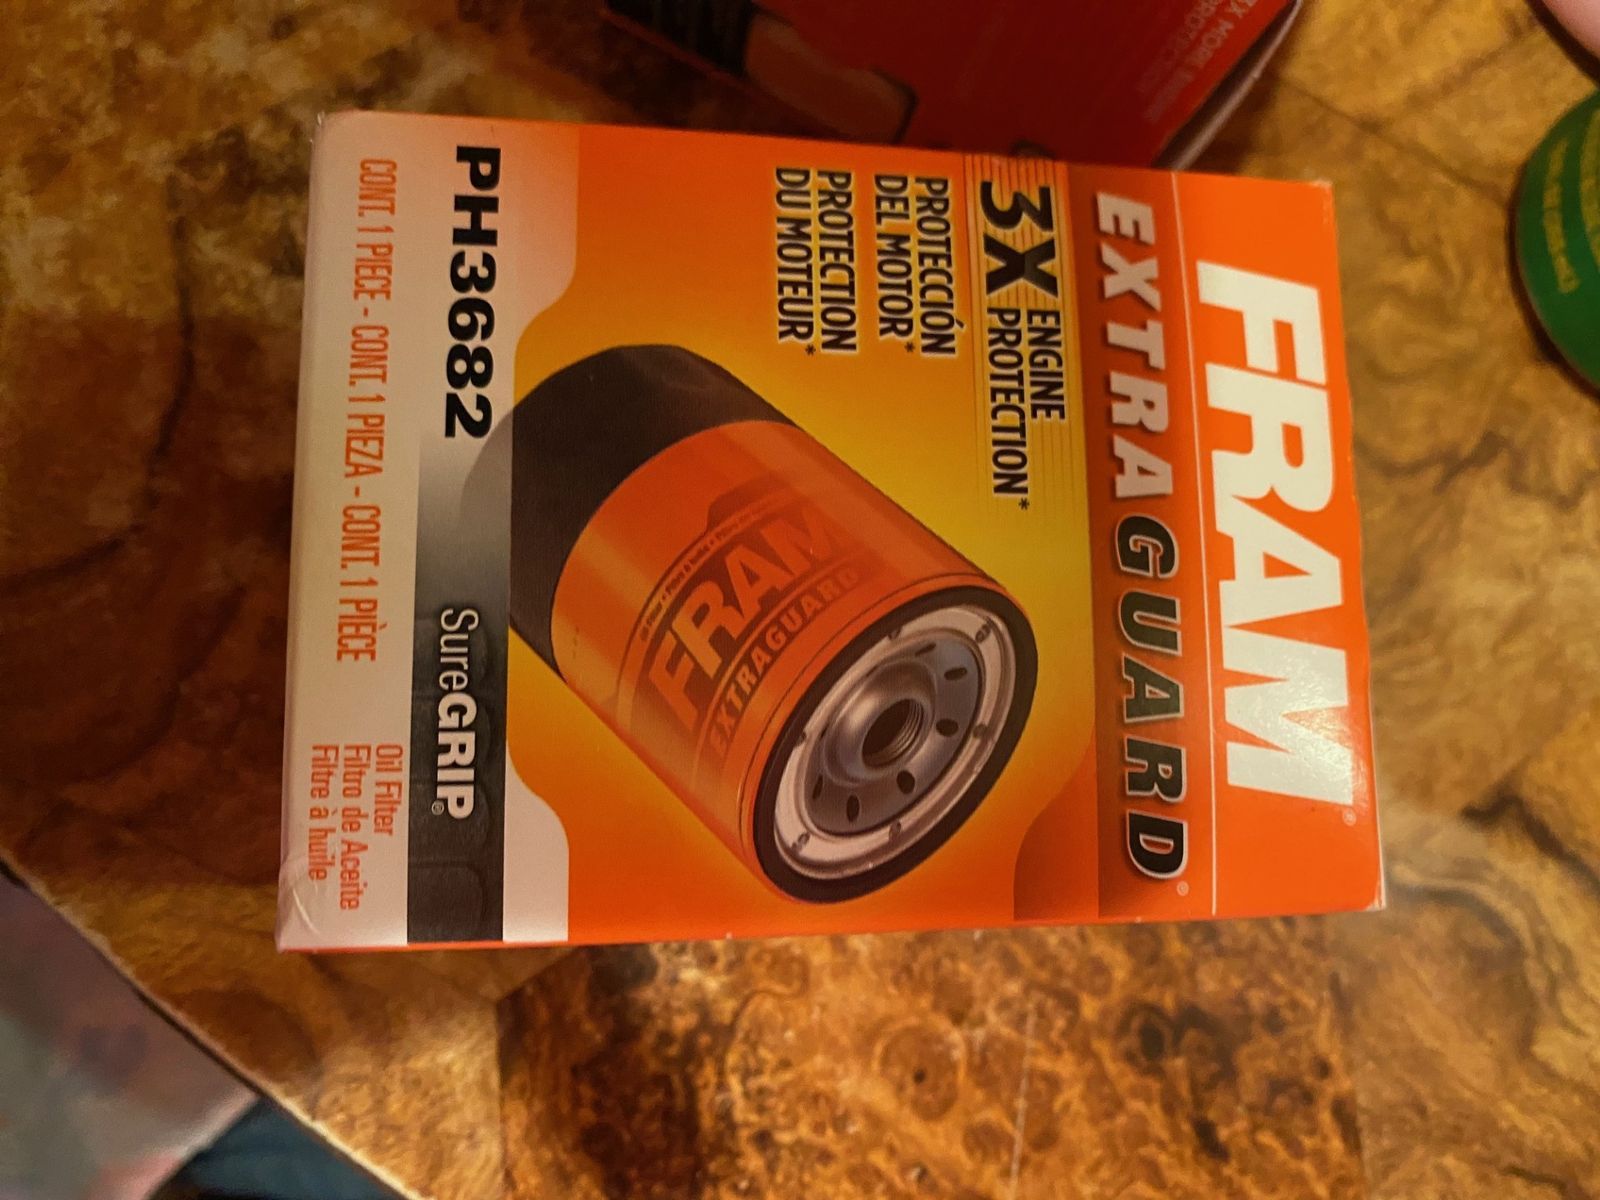 FRAM®
EXTRAGUARD®
3X ENGINE
PROTECTION*
PROTECCIÓN
DEL MOTOR*
PROTECTION
DU MOTEUR*
FRAM
EXTRAGUARD
PH3682
SureGRIP®
CONT. 1 PIECE - CONT. 1 PIEZA - CONT. 1 PIÈCE
Oil Filter
Filtro de Aceite
Filtre à huile